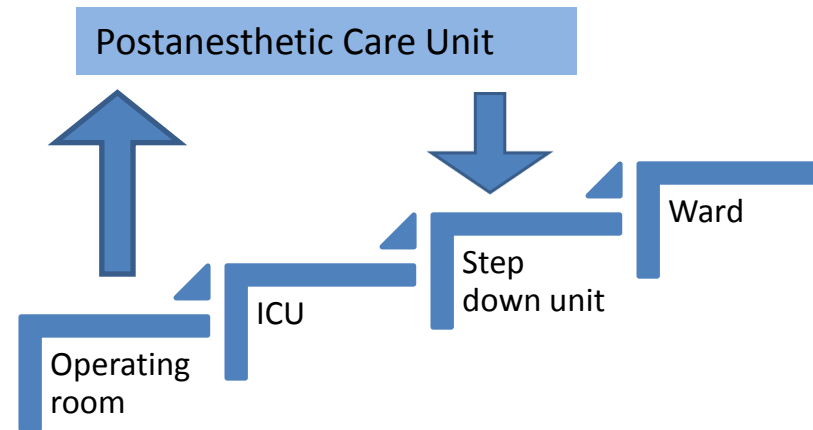 Postanesthetic Care Unit
Ward
Step
down unit
ICU
Operating
room